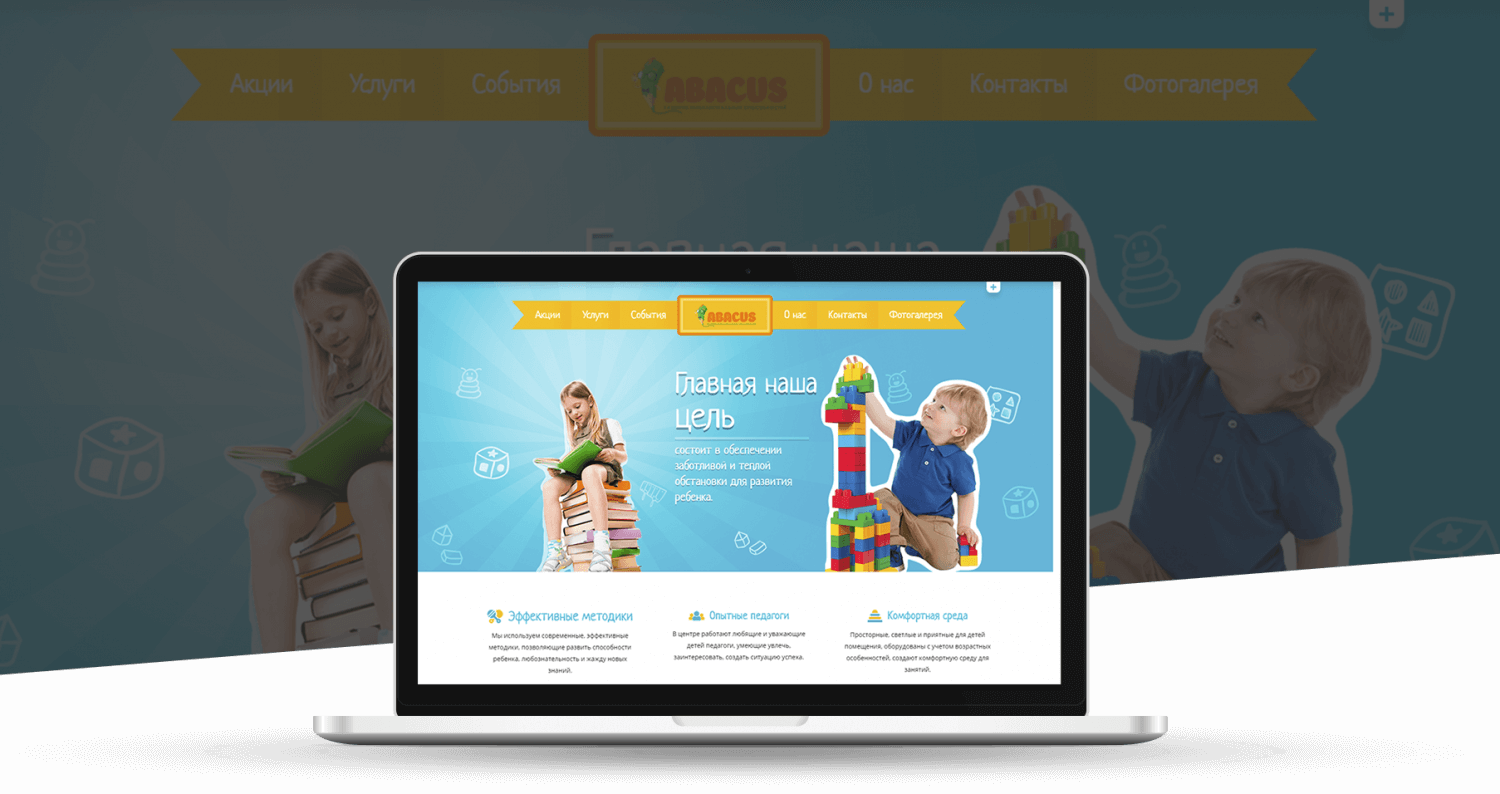 Акции Услуги События ABACUS О нас Контакты Фотогалерея
Главная наша
Акции Услуги События ABACUS О нас Контакты Фотогалерея
Главная наша
цель
состоит в обеспечении
заботливой и теплой
обстановки для развития
ребенка.
Эффективные методики
Мы используем современные, эффективные
методики, позволяющие развить способности
ребенка, любознательность и жажду новых
знаний.
Опытные педагоги
В центре работают любящие и уважающие
детей педагоги, умеющие увлечь,
заинтересовать, создать ситуацию успеха.
Комфортная среда
Просторные, светлые и приятные для детей
помещения, оборудованы с учетом возрастных
особенностей, создают комфортную среду для
занятий.